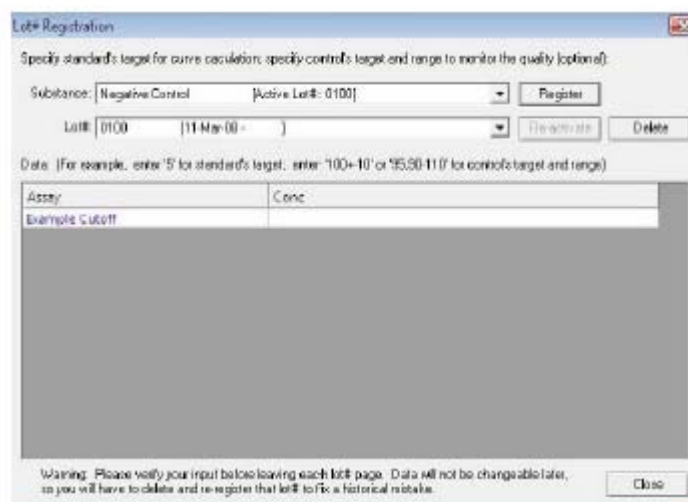 Lot# Registration
Specify standard's target for curve caculation; specify control's target and range to monitor the quality (optional):
Substance: Negative Control [Active Lot#: 0100] Register
Lot#: 0100 [11-Mar-08 - ] Re-activate Delete
Data: (For example, enter '5' for standard's target, enter '100+-10' or '95,90-110' for control's target and range)
Assay Conc
Example Cutoff
Warning: Please verify your input before leaving each lot# page. Data will not be changeable later,
so you will have to delete and re-register that lot# to fix a historical mistake.
Close